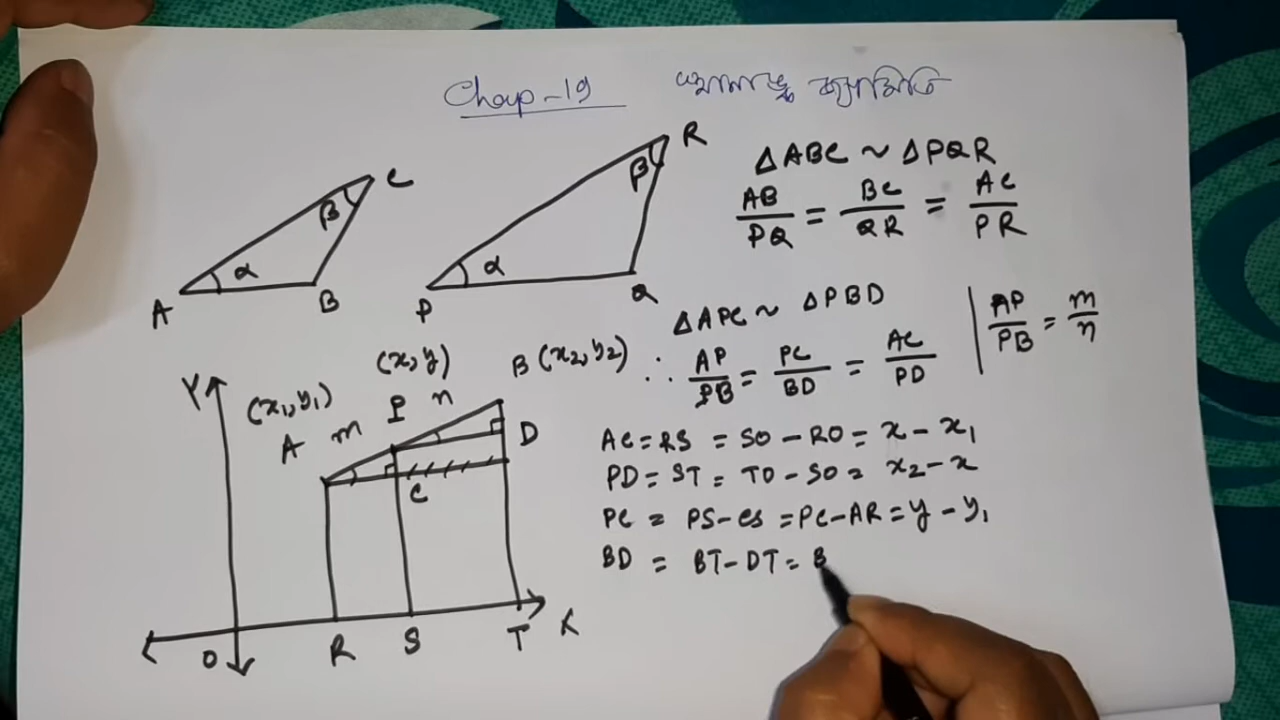 Chap-19 স্থানাঙ্ক জ্যামিতি
C
β
α
A
B
R
β
α
P
Q
ΔABC ~ ΔPQR
AB/PQ = BC/QR = AC/PR
ΔAPC ~ ΔPBD
∴ AP/PB = PC/BD = AC/PD | AP/PB = m/n
AC = RS = SO - RO = x - x₁
PD = ST = TO - SO = x₂ - x
PC = PS - CS = PC - AR = y - y₁
BD = BT - DT = B
Y
(x₁, y₁)
(x, y)
B (x₂, y₂)
A
m
P
n
D
C
O
R
S
T
X